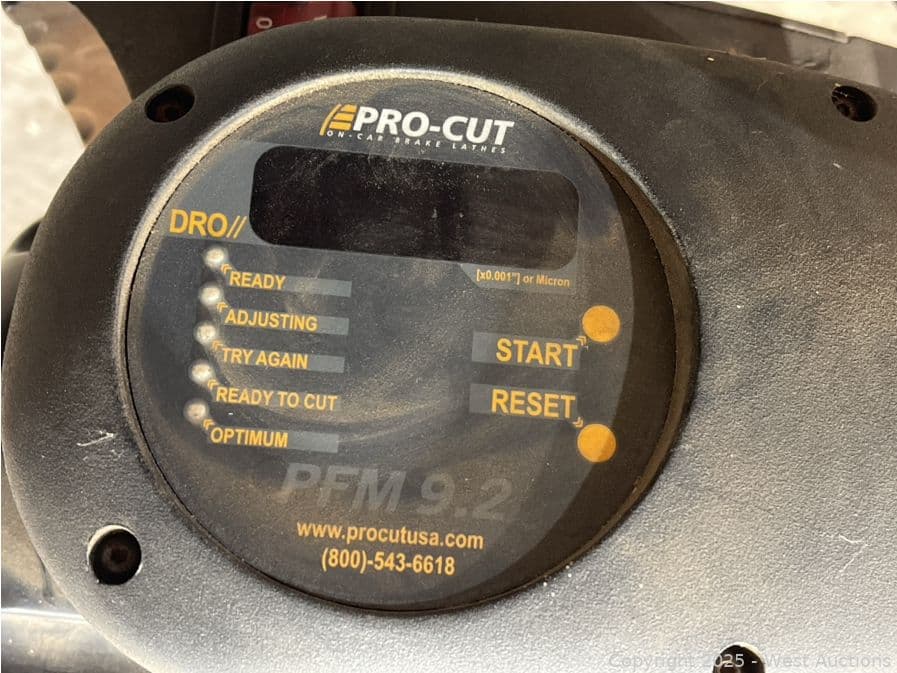 PRO-CUT
ON-CAR BRAKE LATHES
DRO//
[x0.001"] or Micron
READY
ADJUSTING
TRY AGAIN
READY TO CUT
OPTIMUM
START
RESET
PFM 9.2
www.procutusa.com
(800)-543-6618
Copyright 2025 - West Auctions